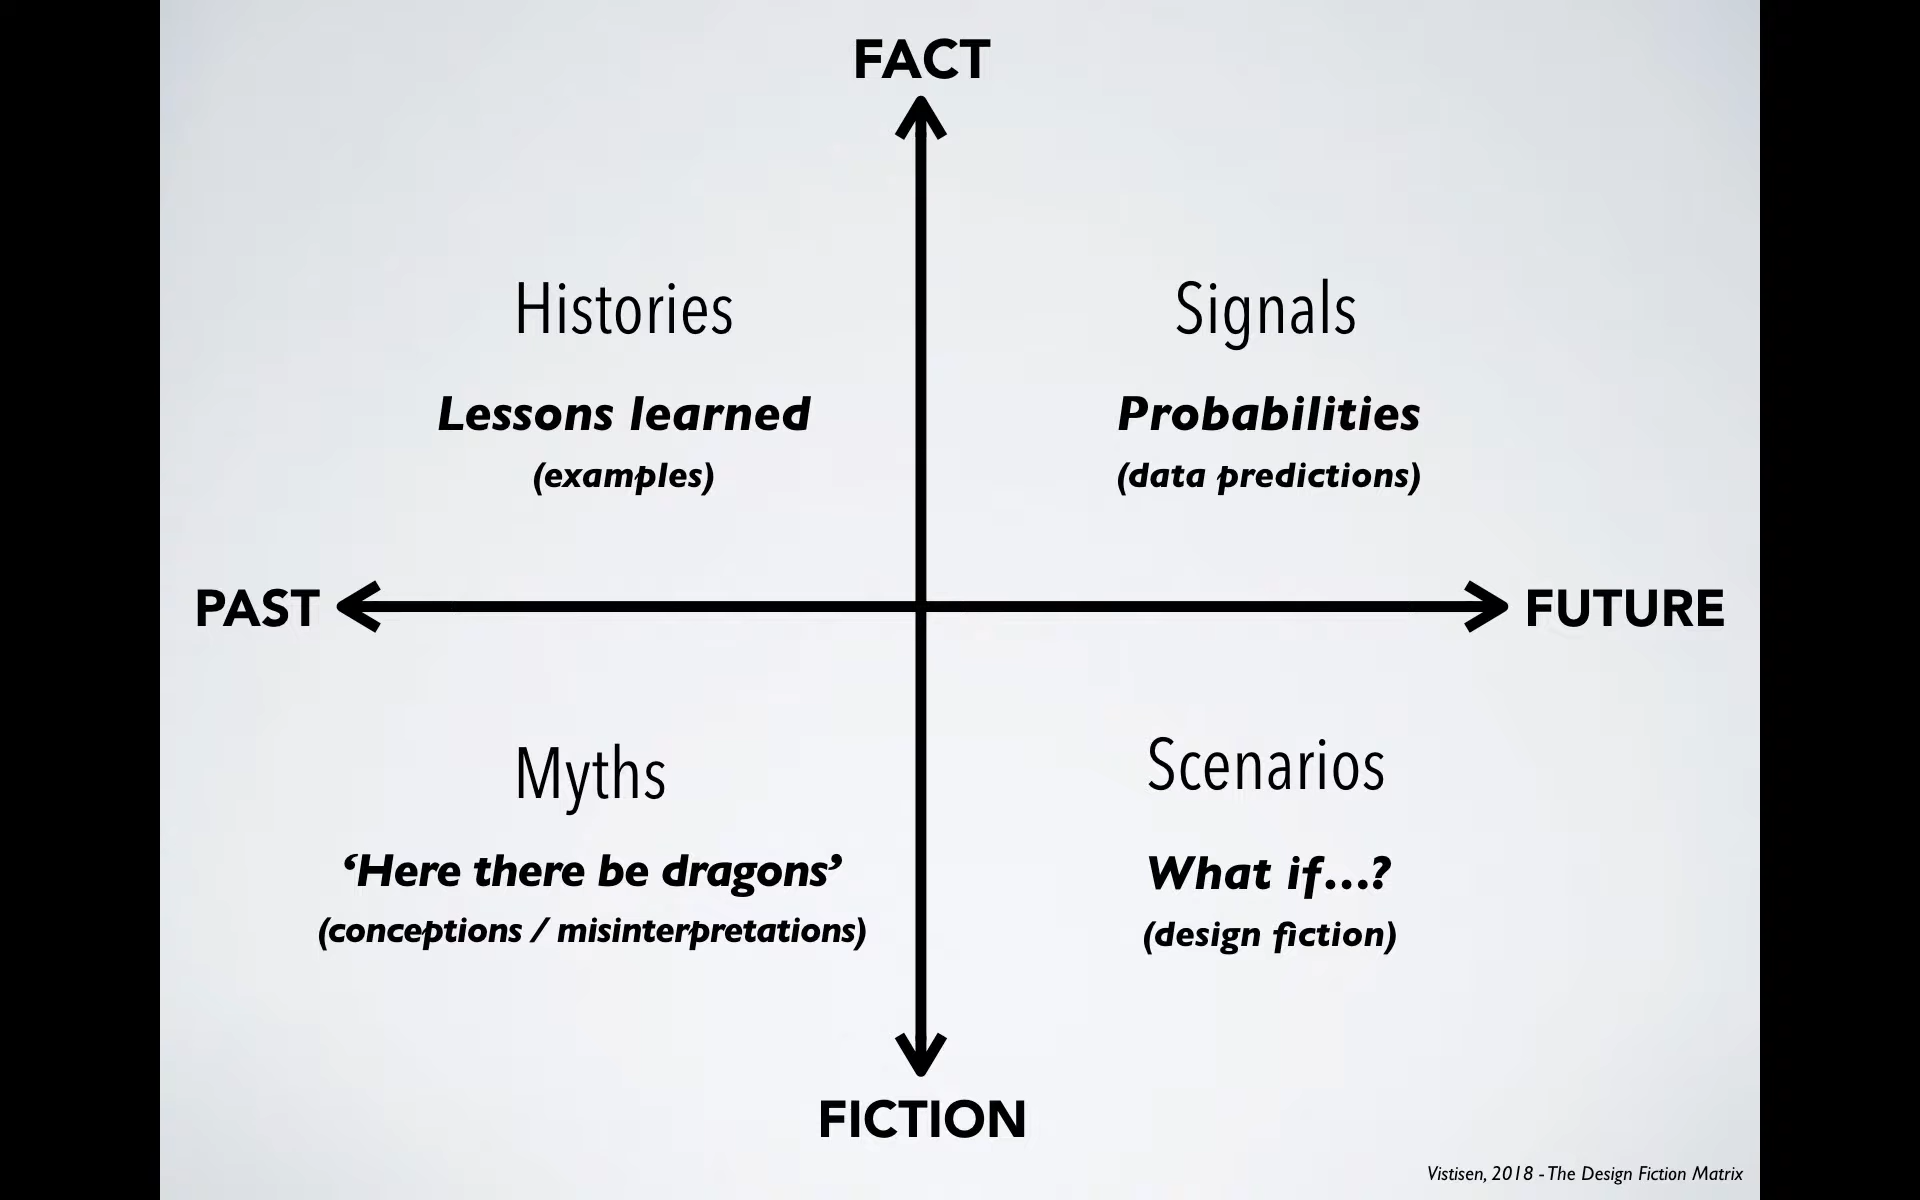 FACT
Histories
Lessons learned
(examples)
Signals
Probabilities
(data predictions)
PAST
FUTURE
Myths
‘Here there be dragons’
(conceptions / misinterpretations)
Scenarios
What if...?
(design fiction)
FICTION
Vistisen, 2018 - The Design Fiction Matrix